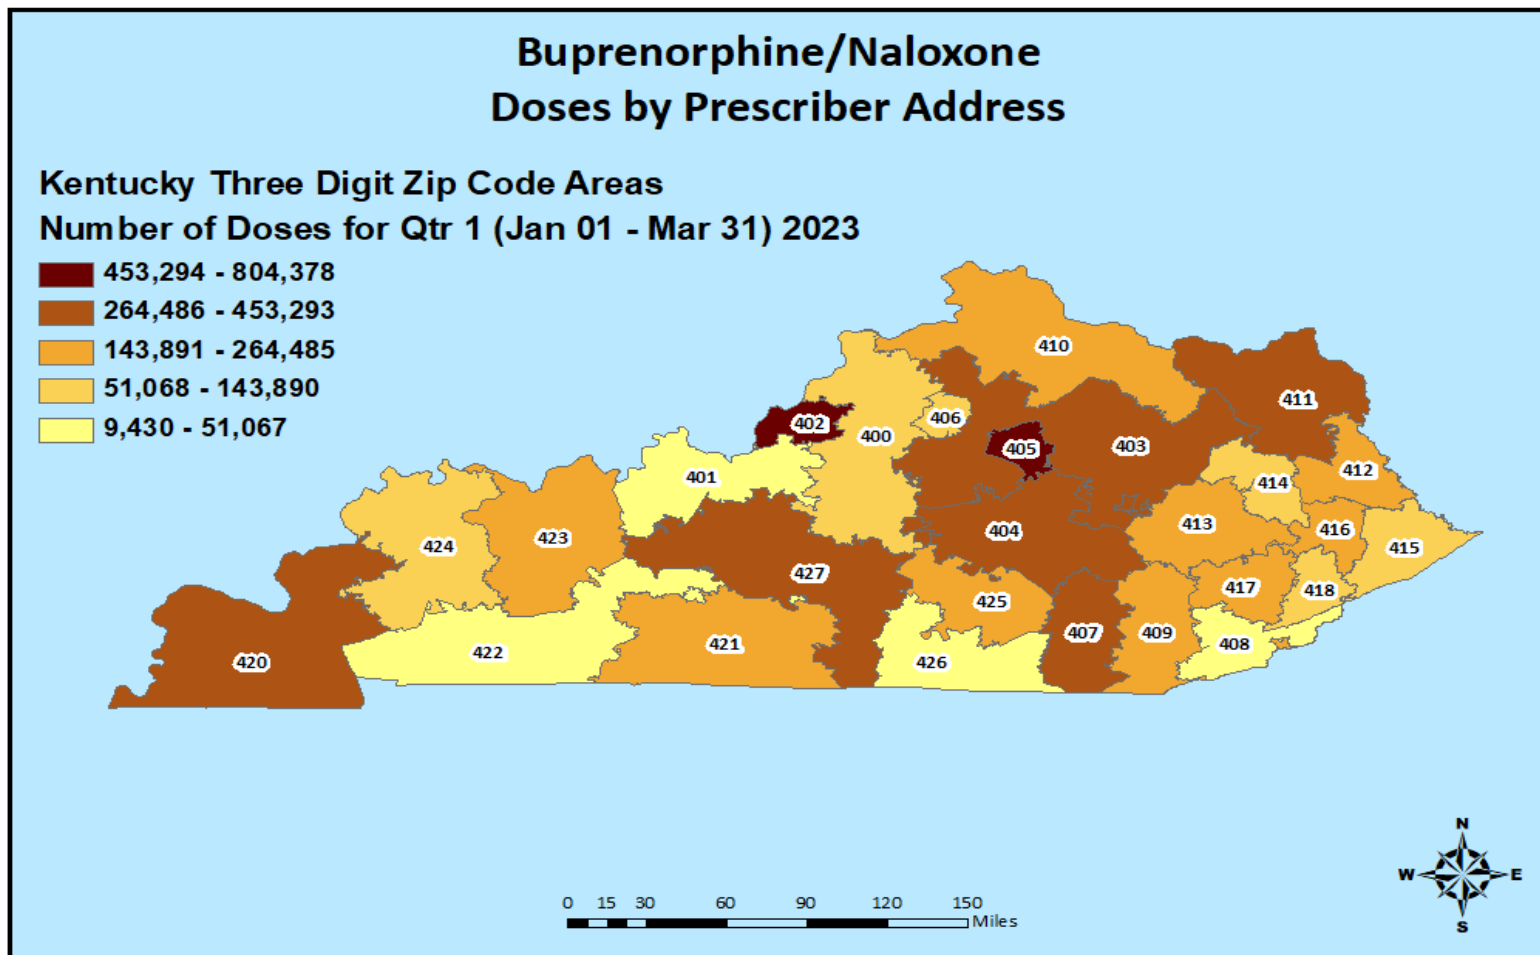 Buprenorphine/Naloxone
Doses by Prescriber Address
Kentucky Three Digit Zip Code Areas
Number of Doses for Qtr 1 (Jan 01 - Mar 31) 2023
453,294 - 804,378
264,486 - 453,293
143,891 - 264,485
51,068 - 143,890
9,430 - 51,067
410
411
402
400
406
405
403
401
412
414
424
423
404
413
416
415
427
425
417
418
420
422
421
426
407
409
408
N
W E
S
0 15 30 60 90 120 150
Miles